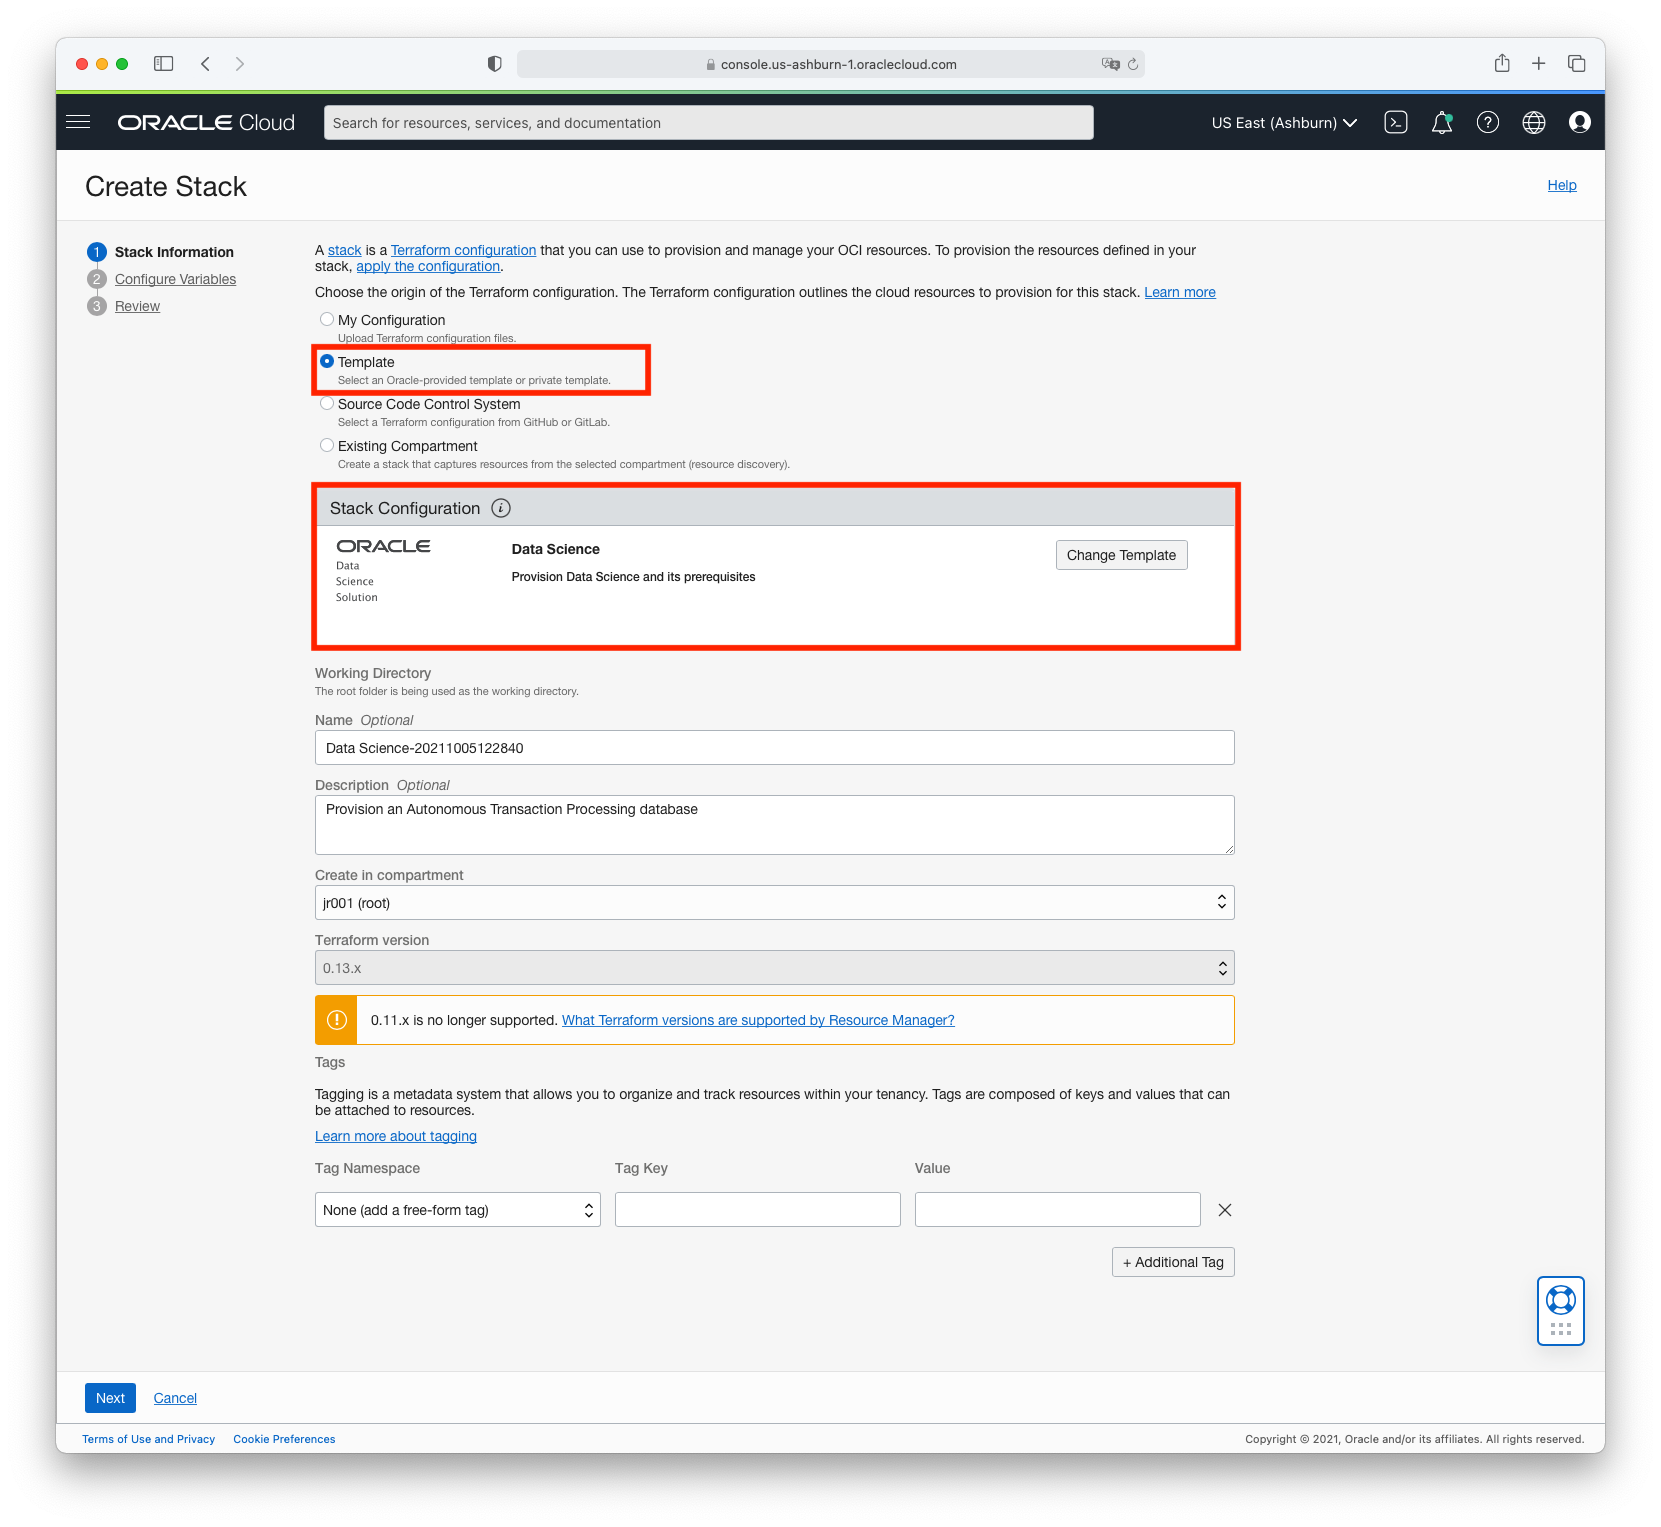 console.us-ashburn-1.oraclecloud.com
ORACLE Cloud
Search for resources, services, and documentation
US East (Ashburn)
Create Stack
Help
1 Stack Information
2 Configure Variables
3 Review
A stack is a Terraform configuration that you can use to provision and manage your OCI resources. To provision the resources defined in your
stack, apply the configuration.
Choose the origin of the Terraform configuration. The Terraform configuration outlines the cloud resources to provision for this stack. Learn more
My Configuration
Upload Terraform configuration files.
Template
Select an Oracle-provided template or private template.
Source Code Control System
Select a Terraform configuration from GitHub or GitLab.
Existing Compartment
Create a stack that captures resources from the selected compartment (resource discovery).
Stack Configuration i
ORACLE
Data
Science
Solution
Data Science
Provision Data Science and its prerequisites
Change Template
Working Directory
The root folder is being used as the working directory.
Name Optional
Data Science-20211005122840
Description Optional
Provision an Autonomous Transaction Processing database
Create in compartment
jr001 (root)
Terraform version
0.13.x
0.11.x is no longer supported. What Terraform versions are supported by Resource Manager?
Tags
Tagging is a metadata system that allows you to organize and track resources within your tenancy. Tags are composed of keys and values that can
be attached to resources.
Learn more about tagging
Tag Namespace
Tag Key
Value
None (add a free-form tag)
+ Additional Tag
Next
Cancel
Terms of Use and Privacy
Cookie Preferences
Copyright © 2021, Oracle and/or its affiliates. All rights reserved.